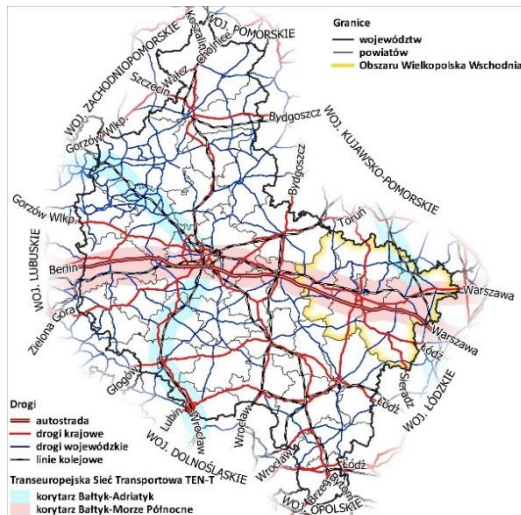 Granice
województw
powiatów
Obszaru Wielkopolska Wschodnia
WOJ. ZACHODNIOPOMORSKIE
Koszalin
WOJ. POMORSKIE
Chojnice
Wałcz
Szczecin
Gorzów Wlkp.
Bydgoszcz
Bydgoszcz
WOJ. KUJAWSKO-POMORSKIE
Toruń
Gorzów Wlkp.
WOJ. LUBUSKIE
Berlin
Warszawa
Warszawa
Zielona Góra
Łódź
Sieradz
WOJ. ŁÓDZKIE
Głogów
Lubin
Wrocław
WOJ. DOLNOŚLĄSKIE
Wrocław
Łódź
Wrocław
Łódź
WOJ. OPOLSKIE
Drogi
autostrada
drogi krajowe
drogi wojewódzkie
linie kolejowe
Transeuropejska Sieć Transportowa TEN-T
korytarz Bałtyk-Adriatyk
korytarz Bałtyk-Morze Północne